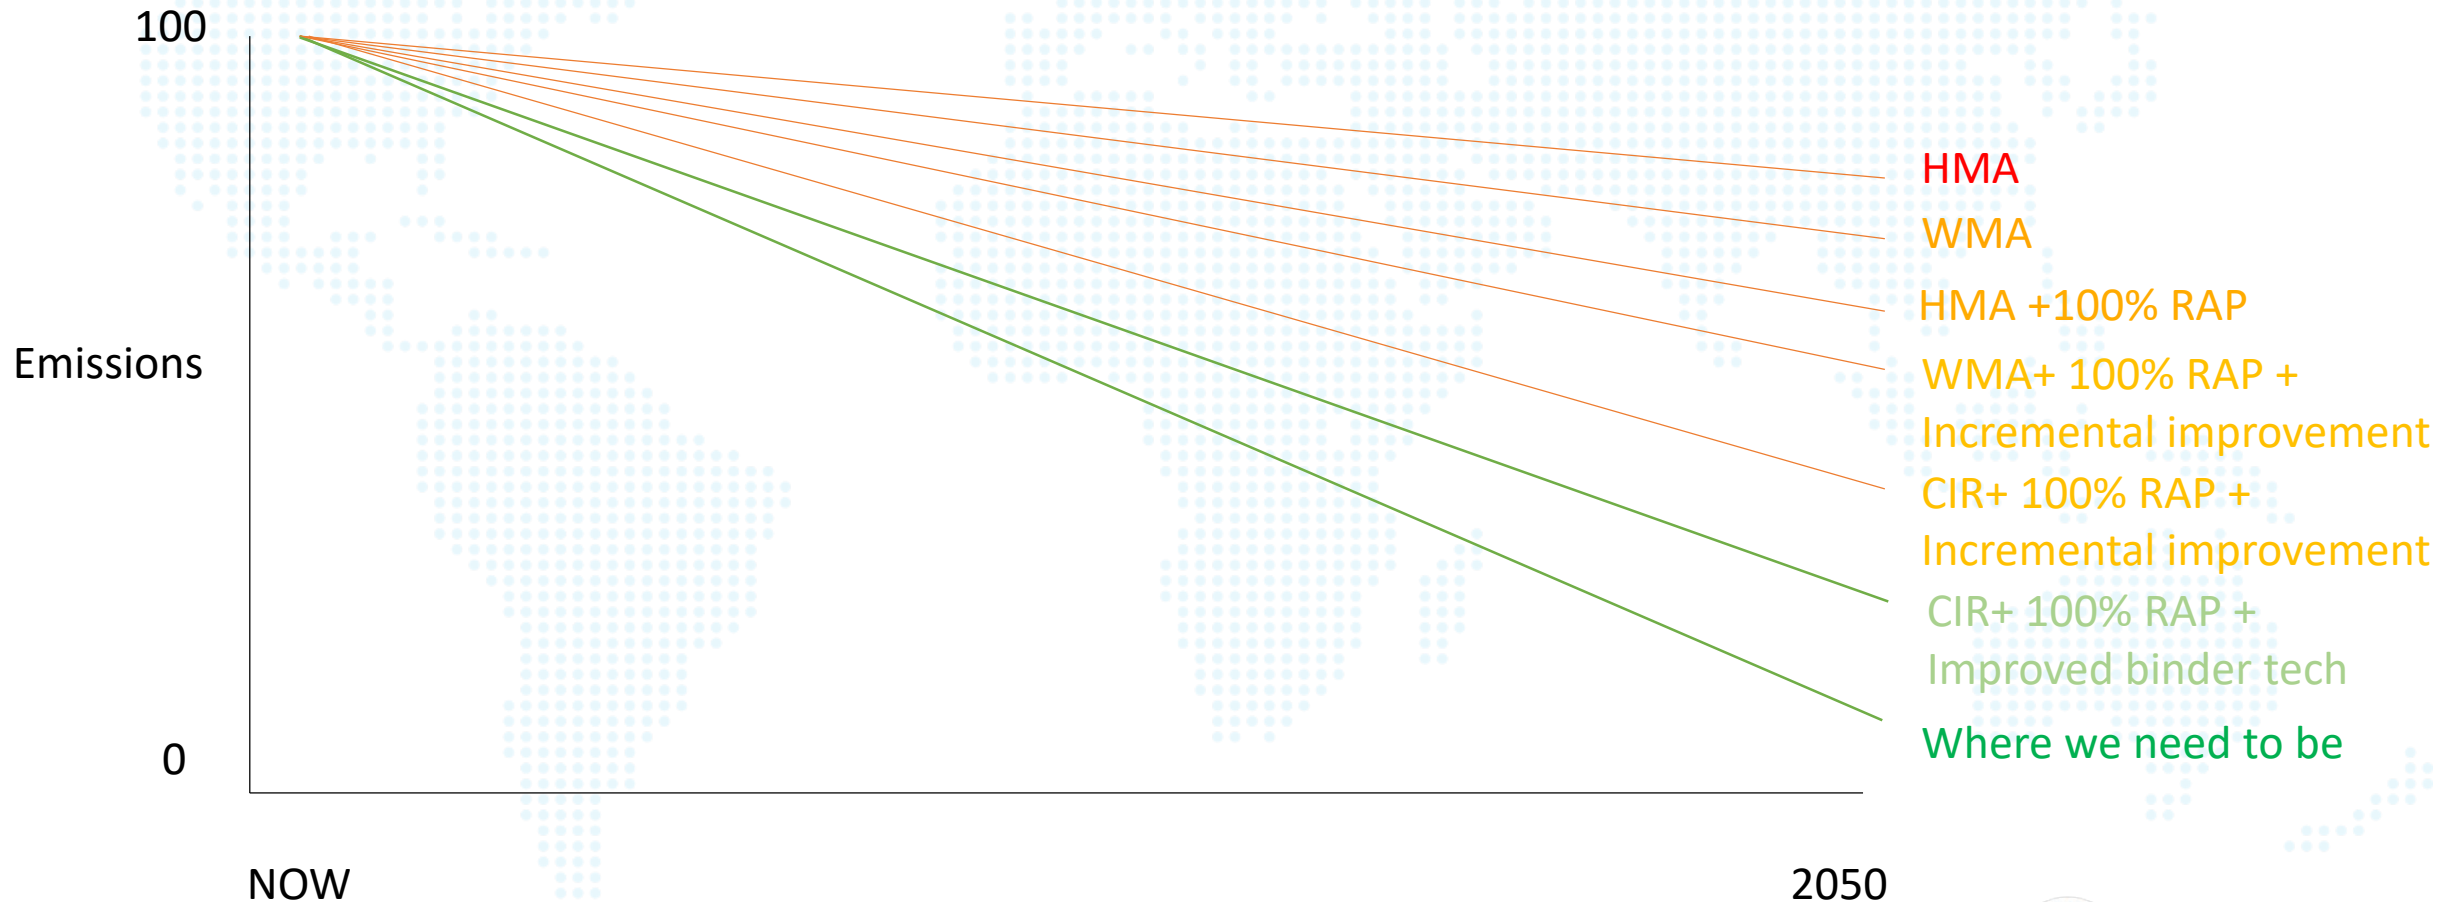 100
HMA
WMA
HMA +100% RAP
Emissions
WMA+ 100% RAP +
Incremental improvement
CIR+ 100% RAP +
Incremental improvement
CIR+ 100% RAP +
Improved binder tech
Where we need to be
0
NOW
2050